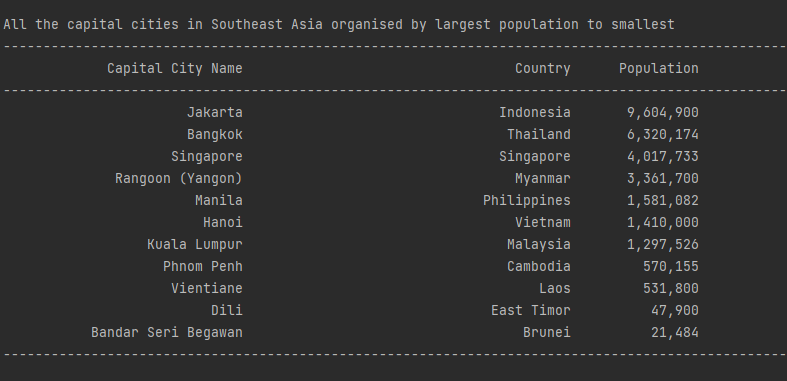 All the capital cities in Southeast Asia organised by largest population to smallest
--------------------------------------------------------------------------------------------------
Capital City Name Country Population
--------------------------------------------------------------------------------------------------
Jakarta Indonesia 9,604,900
Bangkok Thailand 6,320,174
Singapore Singapore 4,017,733
Rangoon (Yangon) Myanmar 3,361,700
Manila Philippines 1,581,082
Hanoi Vietnam 1,410,000
Kuala Lumpur Malaysia 1,297,526
Phnom Penh Cambodia 570,155
Vientiane Laos 531,800
Dili East Timor 47,900
Bandar Seri Begawan Brunei 21,484
--------------------------------------------------------------------------------------------------